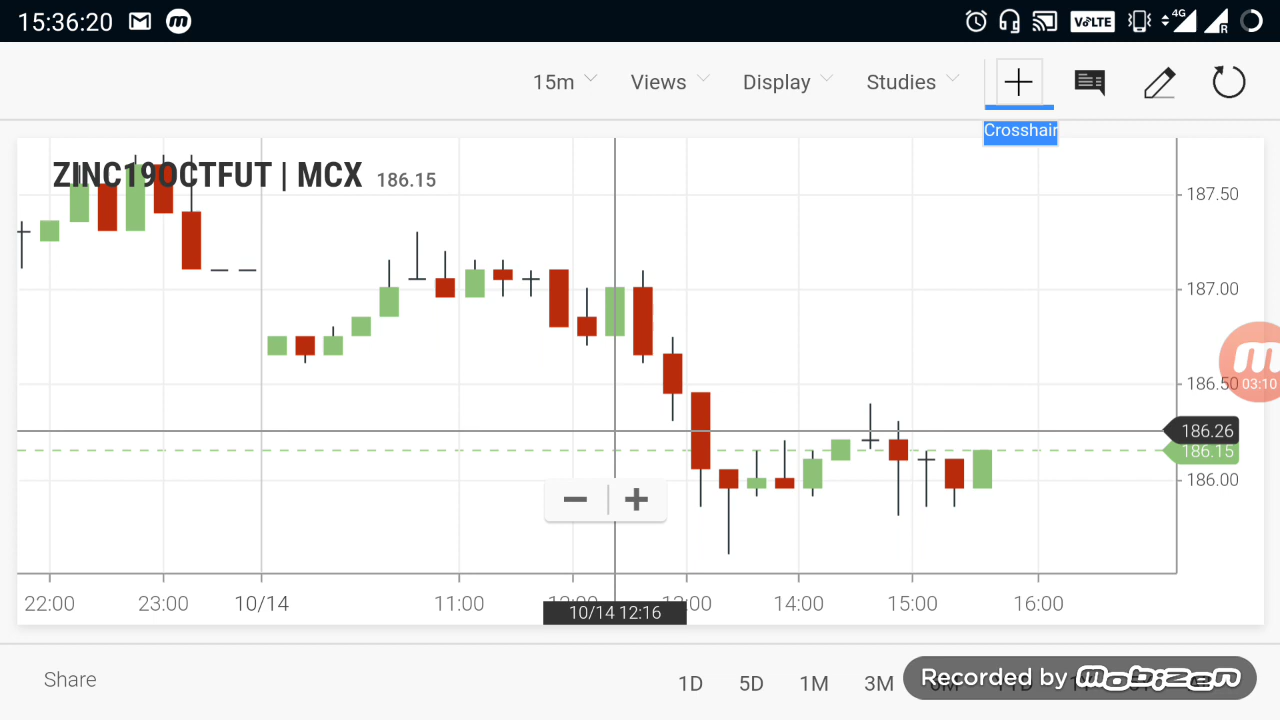 15:36:20
4G
VoLTE
R
15m
Views
Display
Studies
Crosshair
ZINC19OCTFUT | MCX 186.15
187.50
187.00
186.50
03:10
186.26
186.15
186.00
22:00
23:00
10/14
11:00
14:00
15:00
16:00
10/14 12:16
Share
1D
5D
1M
3M
Recorded by mobizen